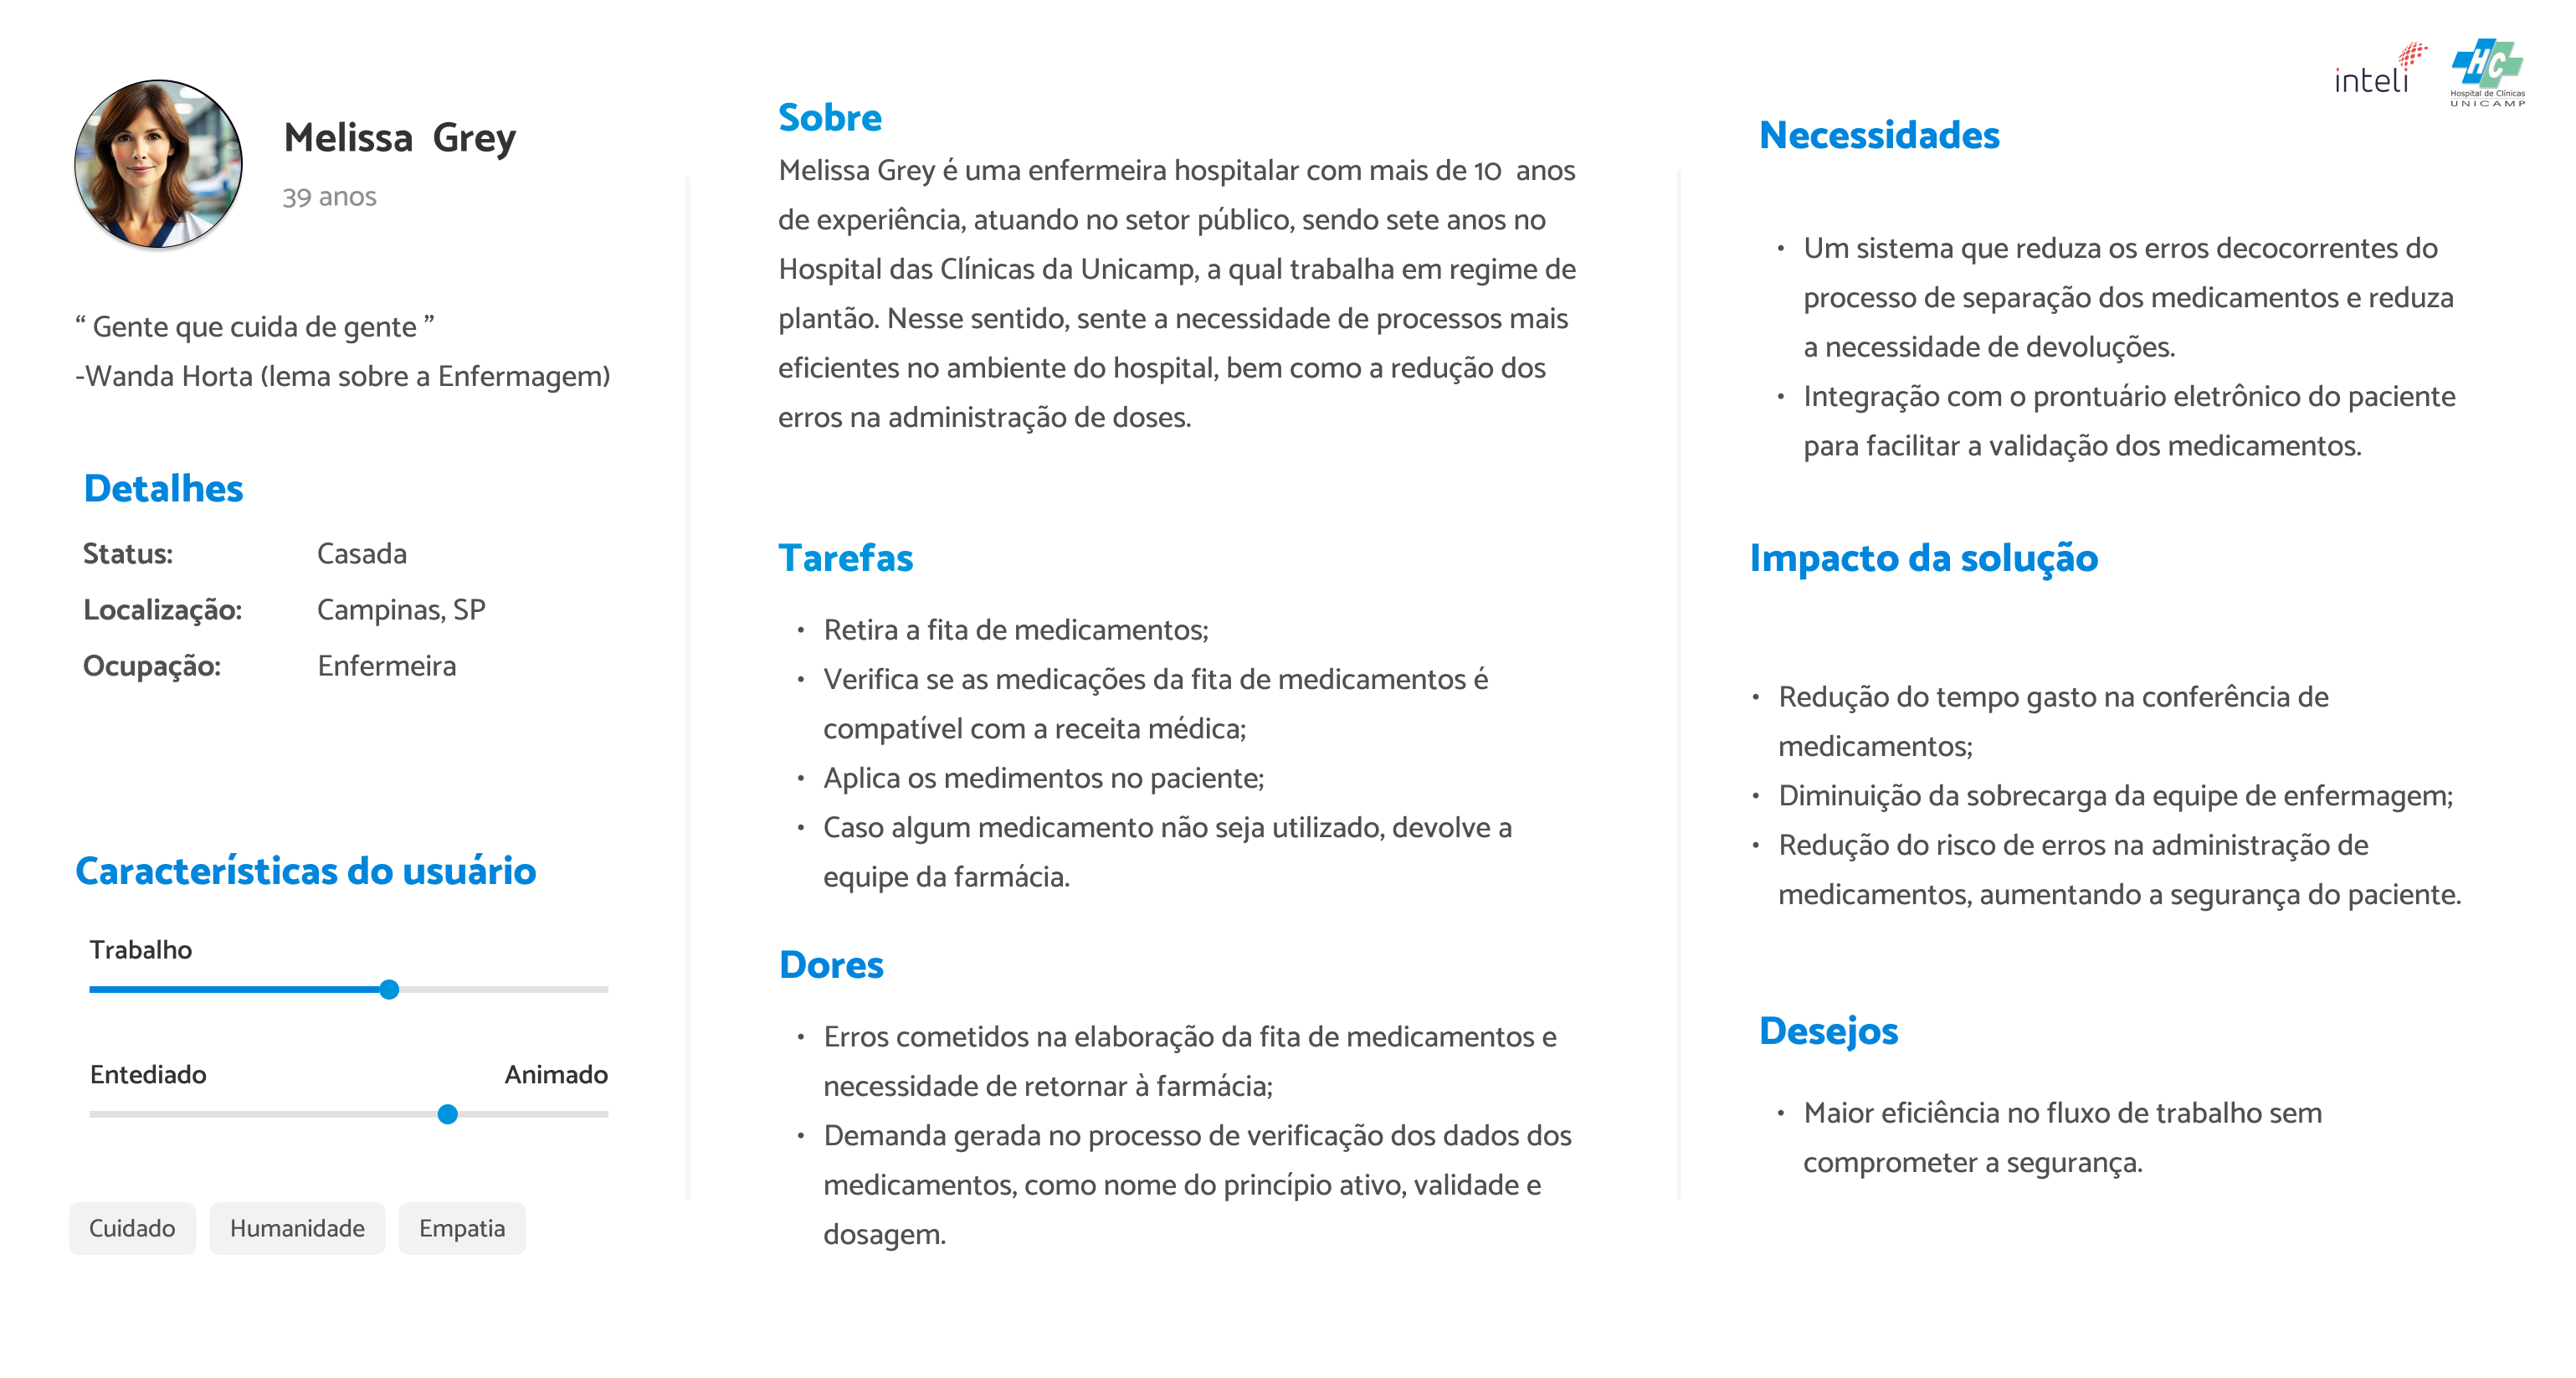 Melissa Grey
39 anos
“ Gente que cuida de gente ”
-Wanda Horta (lema sobre a Enfermagem)
Detalhes
Status: Casada
Localização: Campinas, SP
Ocupação: Enfermeira
Características do usuário
Trabalho
Entediado Animado
Cuidado Humanidade Empatia
Sobre
Melissa Grey é uma enfermeira hospitalar com mais de 10 anos
de experiência, atuando no setor público, sendo sete anos no
Hospital das Clínicas da Unicamp, a qual trabalha em regime de
plantão. Nesse sentido, sente a necessidade de processos mais
eficientes no ambiente do hospital, bem como a redução dos
erros na administração de doses.
Tarefas
• Retira a fita de medicamentos;
• Verifica se as medicações da fita de medicamentos é
compatível com a receita médica;
• Aplica os medimentos no paciente;
• Caso algum medicamento não seja utilizado, devolve a
equipe da farmácia.
Dores
• Erros cometidos na elaboração da fita de medicamentos e
necessidade de retornar à farmácia;
• Demanda gerada no processo de verificação dos dados dos
medicamentos, como nome do princípio ativo, validade e
dosagem.
inteli
HC
Hospital de Clínicas
UNICAMP
Necessidades
• Um sistema que reduza os erros decocorrentes do
processo de separação dos medicamentos e reduza
a necessidade de devoluções.
• Integração com o prontuário eletrônico do paciente
para facilitar a validação dos medicamentos.
Impacto da solução
• Redução do tempo gasto na conferência de
medicamentos;
• Diminuição da sobrecarga da equipe de enfermagem;
• Redução do risco de erros na administração de
medicamentos, aumentando a segurança do paciente.
Desejos
• Maior eficiência no fluxo de trabalho sem
comprometer a segurança.